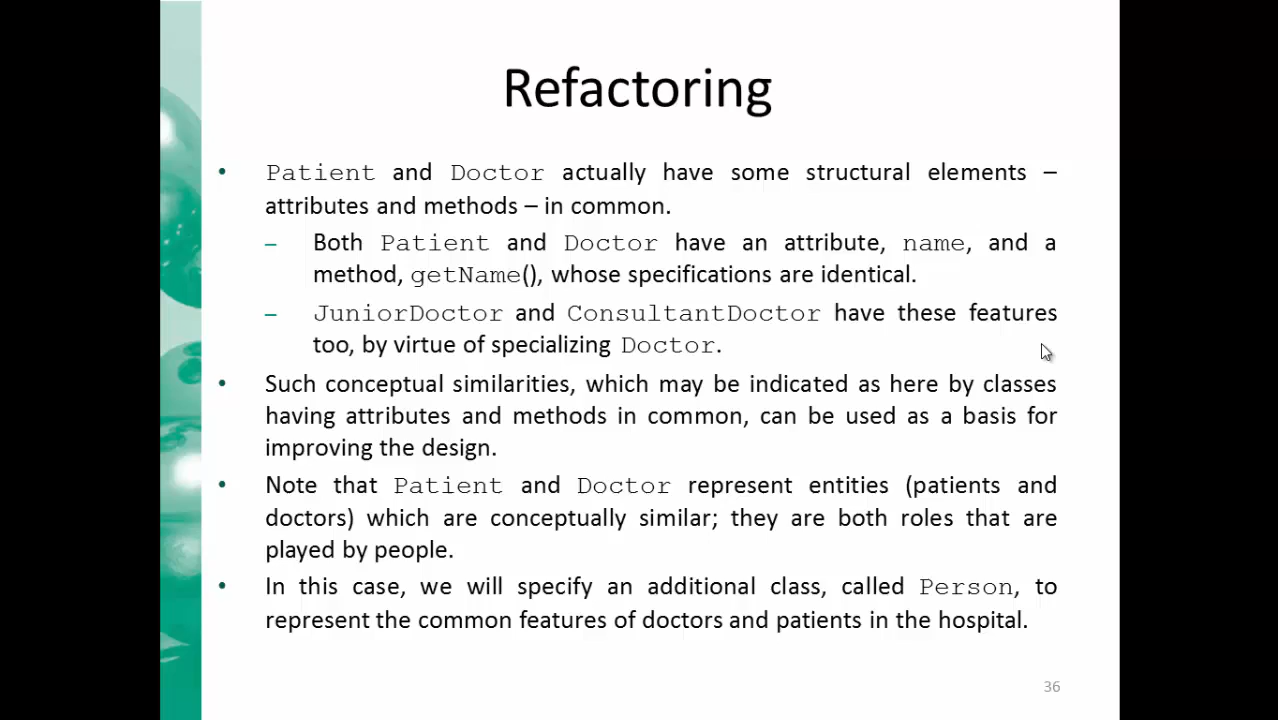 Refactoring
• Patient and Doctor actually have some structural elements –
attributes and methods – in common.
– Both Patient and Doctor have an attribute, name, and a
method, getName(), whose specifications are identical.
– JuniorDoctor and ConsultantDoctor have these features
too, by virtue of specializing Doctor.
• Such conceptual similarities, which may be indicated as here by classes
having attributes and methods in common, can be used as a basis for
improving the design.
• Note that Patient and Doctor represent entities (patients and
doctors) which are conceptually similar; they are both roles that are
played by people.
• In this case, we will specify an additional class, called Person, to
represent the common features of doctors and patients in the hospital.
36